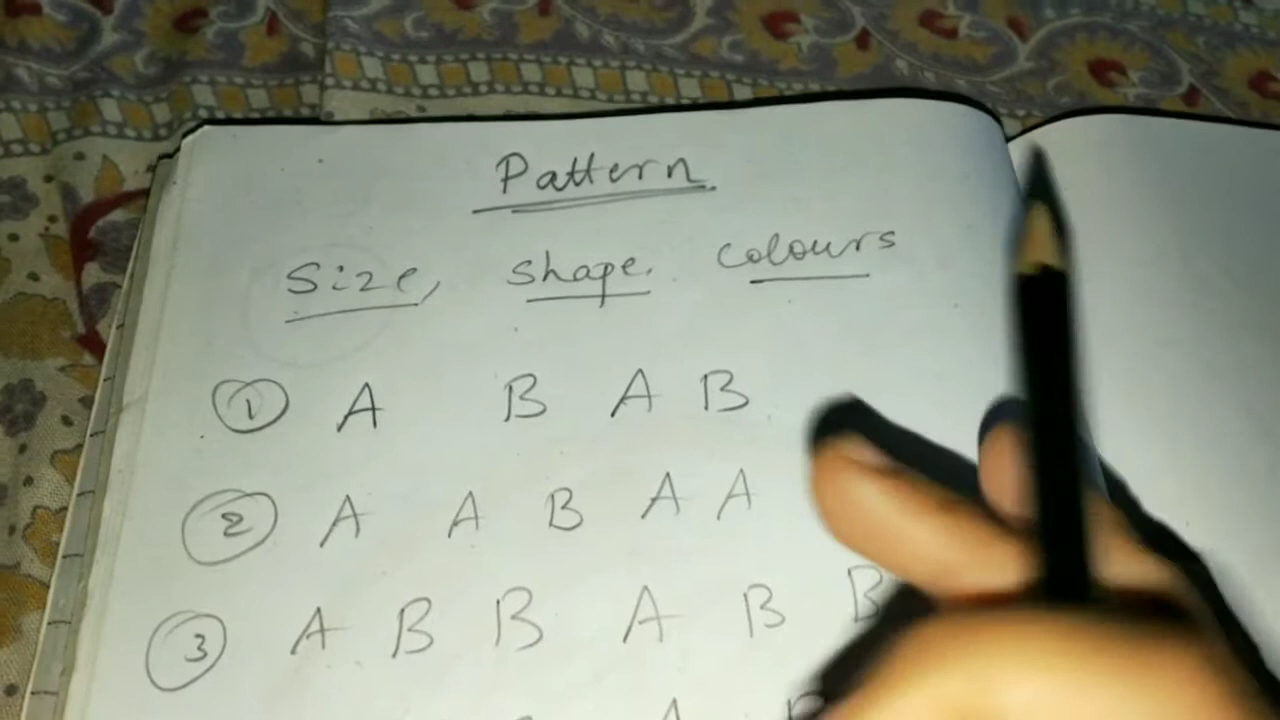 Pattern
Size, shape. colours
1 A B A B
2 A A B A A
3 A B B A B B
A